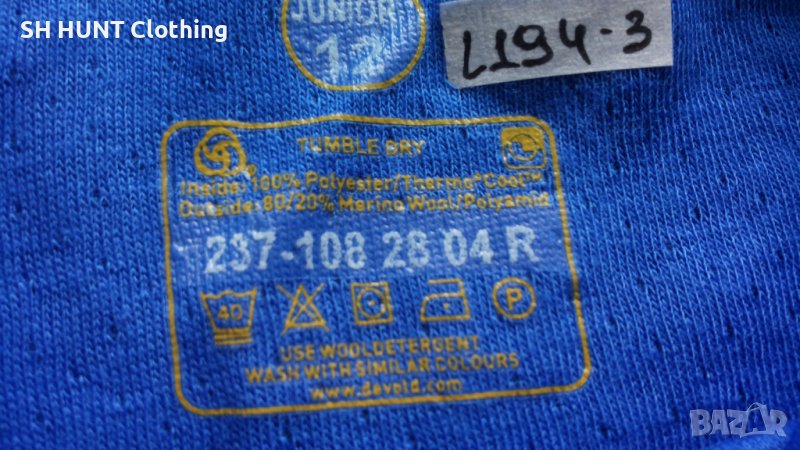 SH HUNT Clothing
JUNIOR
12
L194-3
TUMBLE DRY
Inside: 100% Polyester/Thermo°Cool™
Outside: 80/20% Merino Wool/Polyamid
237-108 28 04 R
40
P
USE WOOLDETERGENT
WASH WITH SIMILAR COLOURS
www.devold.com
BAZAR